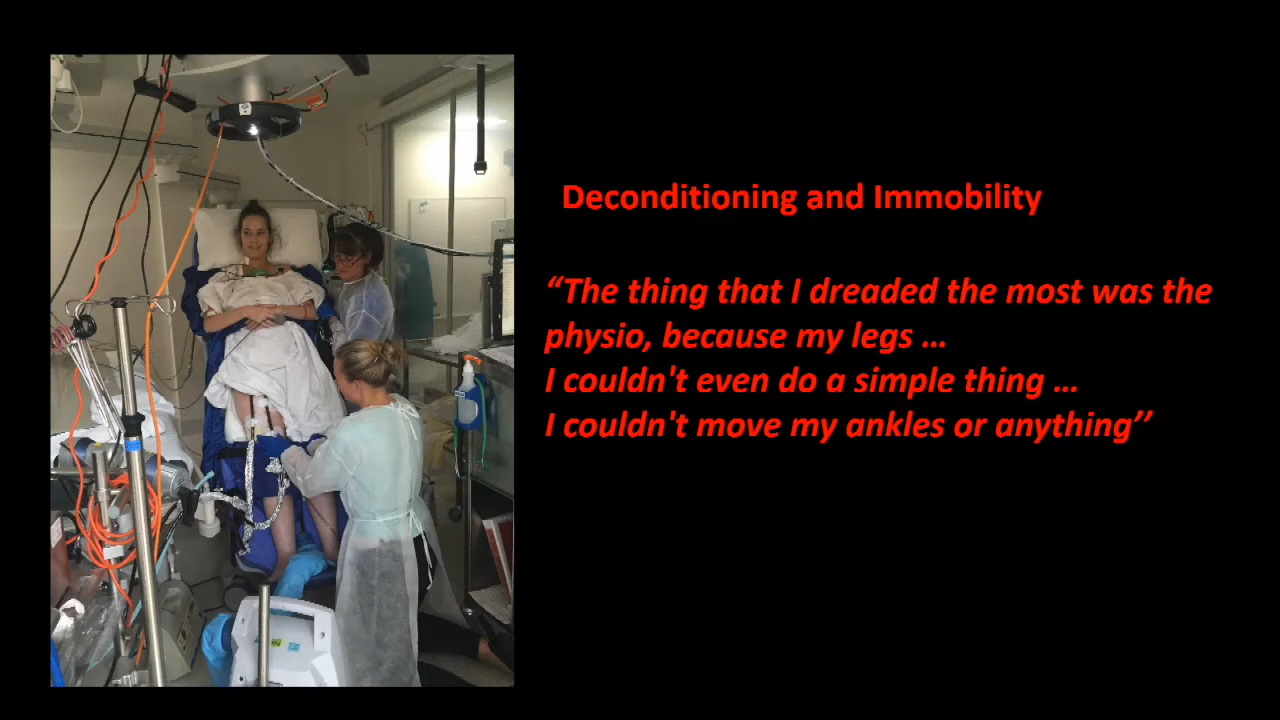 Deconditioning and Immobility
“The thing that I dreaded the most was the
physio, because my legs …
I couldn't even do a simple thing …
I couldn't move my ankles or anything’’